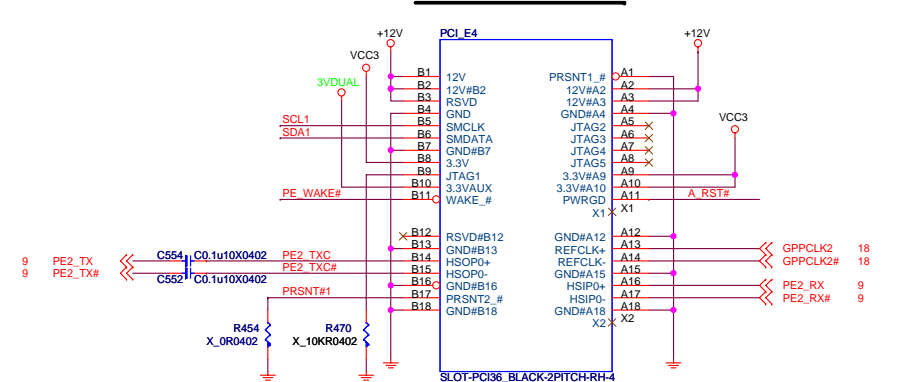 PCI_E4
+12V
+12V
VCC3
3VDUAL
VCC3
B1 12V PRSNT1_# A1
B2 12V#B2 12V#A2 A2
B3 RSVD 12V#A3 A3
B4 GND GND#A4 A4
SCL1 B5 SMCLK JTAG2 A5
SDA1 B6 SMDATA JTAG3 A6
B7 GND#B7 JTAG4 A7
B8 3.3V JTAG5 A8
B9 JTAG1 3.3V#A9 A9
B10 3.3VAUX 3.3V#A10 A10
PE_WAKE# B11 WAKE_# PWRGD A11 A_RST#
X1 X1
B12 RSVD#B12 GND#A12 A12
B13 GND#B13 REFCLK+ A13 GPPCLK2 18
9 PE2_TX C554 C0.1u10X0402 PE2_TXC B14 HSOP0+ REFCLK- A14 GPPCLK2# 18
9 PE2_TX# C552 C0.1u10X0402 PE2_TXC# B15 HSOP0- GND#A15 A15
B16 GND#B16 HSIP0+ A16 PE2_RX 9
PRSNT#1 B17 PRSNT2_# HSIP0- A17 PE2_RX# 9
B18 GND#B18 GND#A18 A18
X2 X2
R454 R470
X_0R0402 X_10KR0402
SLOT-PCI36_BLACK-2PITCH-RH-4